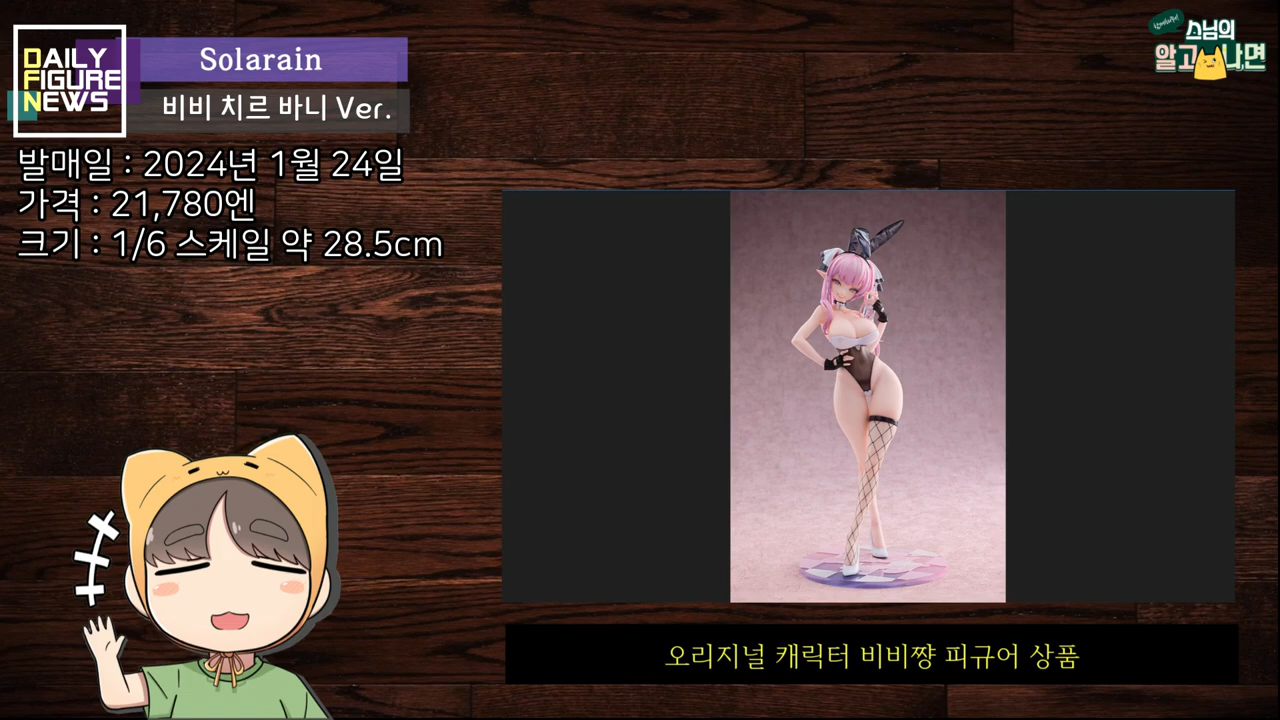 DAILY
FIGURE
NEWS
Solarain
비비 치르 바니 Ver.
발매일 : 2024년 1월 24일
가격 : 21,780엔
크기 : 1/6 스케일 약 28.5cm
스님의
알고나면
오리지널 캐릭터 비비쨩 피규어 상품